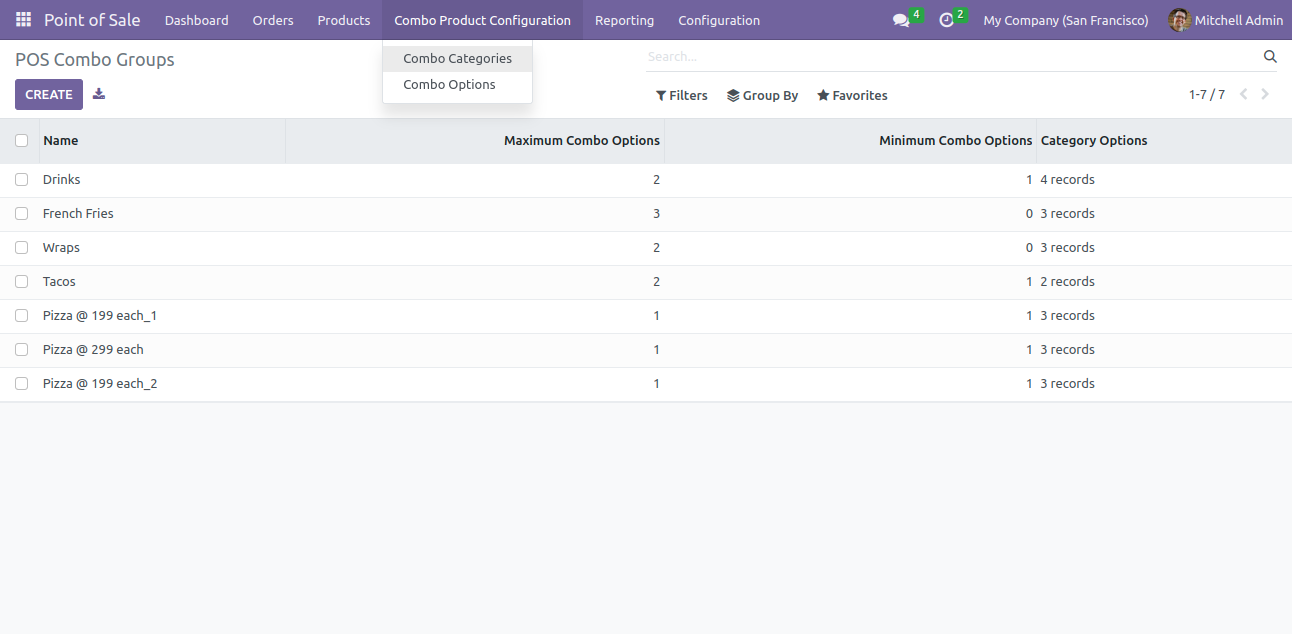 Point of Sale Dashboard Orders Products Combo Product Configuration Reporting Configuration 4 2 My Company (San Francisco) Mitchell Admin
POS Combo Groups
Combo Categories
Combo Options
Search...
CREATE
Filters Group By Favorites 1-7 / 7
Name Maximum Combo Options Minimum Combo Options Category Options
Drinks 2 1 4 records
French Fries 3 0 3 records
Wraps 2 0 3 records
Tacos 2 1 2 records
Pizza @ 199 each_1 1 1 3 records
Pizza @ 299 each 1 1 3 records
Pizza @ 199 each_2 1 1 3 records